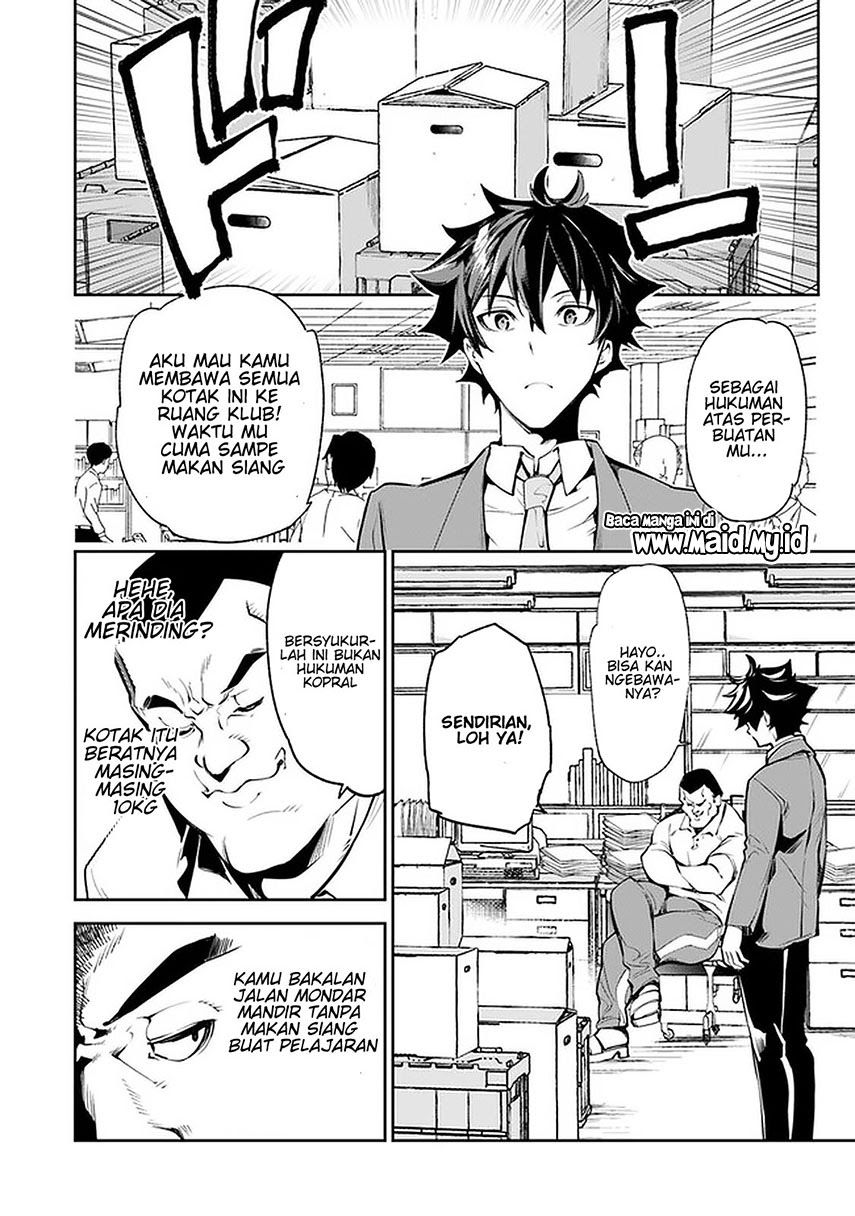 ドドン!!
SEBAGAI
HUKUMAN
ATAS PER-
BUATAN
MU...
AKU MAU KAMU
MEMBAWA SEMUA
KOTAK INI KE
RUANG KLUB!
WAKTU MU
CUMA SAMPE
MAKAN SIANG
Baca Manga ini di
www.Maid.My.id
HAYO..
BISA KAN
NGEBAWA-
NYA?
SENDIRIAN,
LOH YA!
BERSYUKUR-
LAH INI BUKAN
HUKUMAN
KOPRAL
HEHE,
APA DIA
MERINDING?
KOTAK ITU
BERATNYA
MASING-
MASING
10KG
KAMU BAKALAN
JALAN MONDAR
MANDIR TANPA
MAKAN SIANG
BUAT PELAJARAN